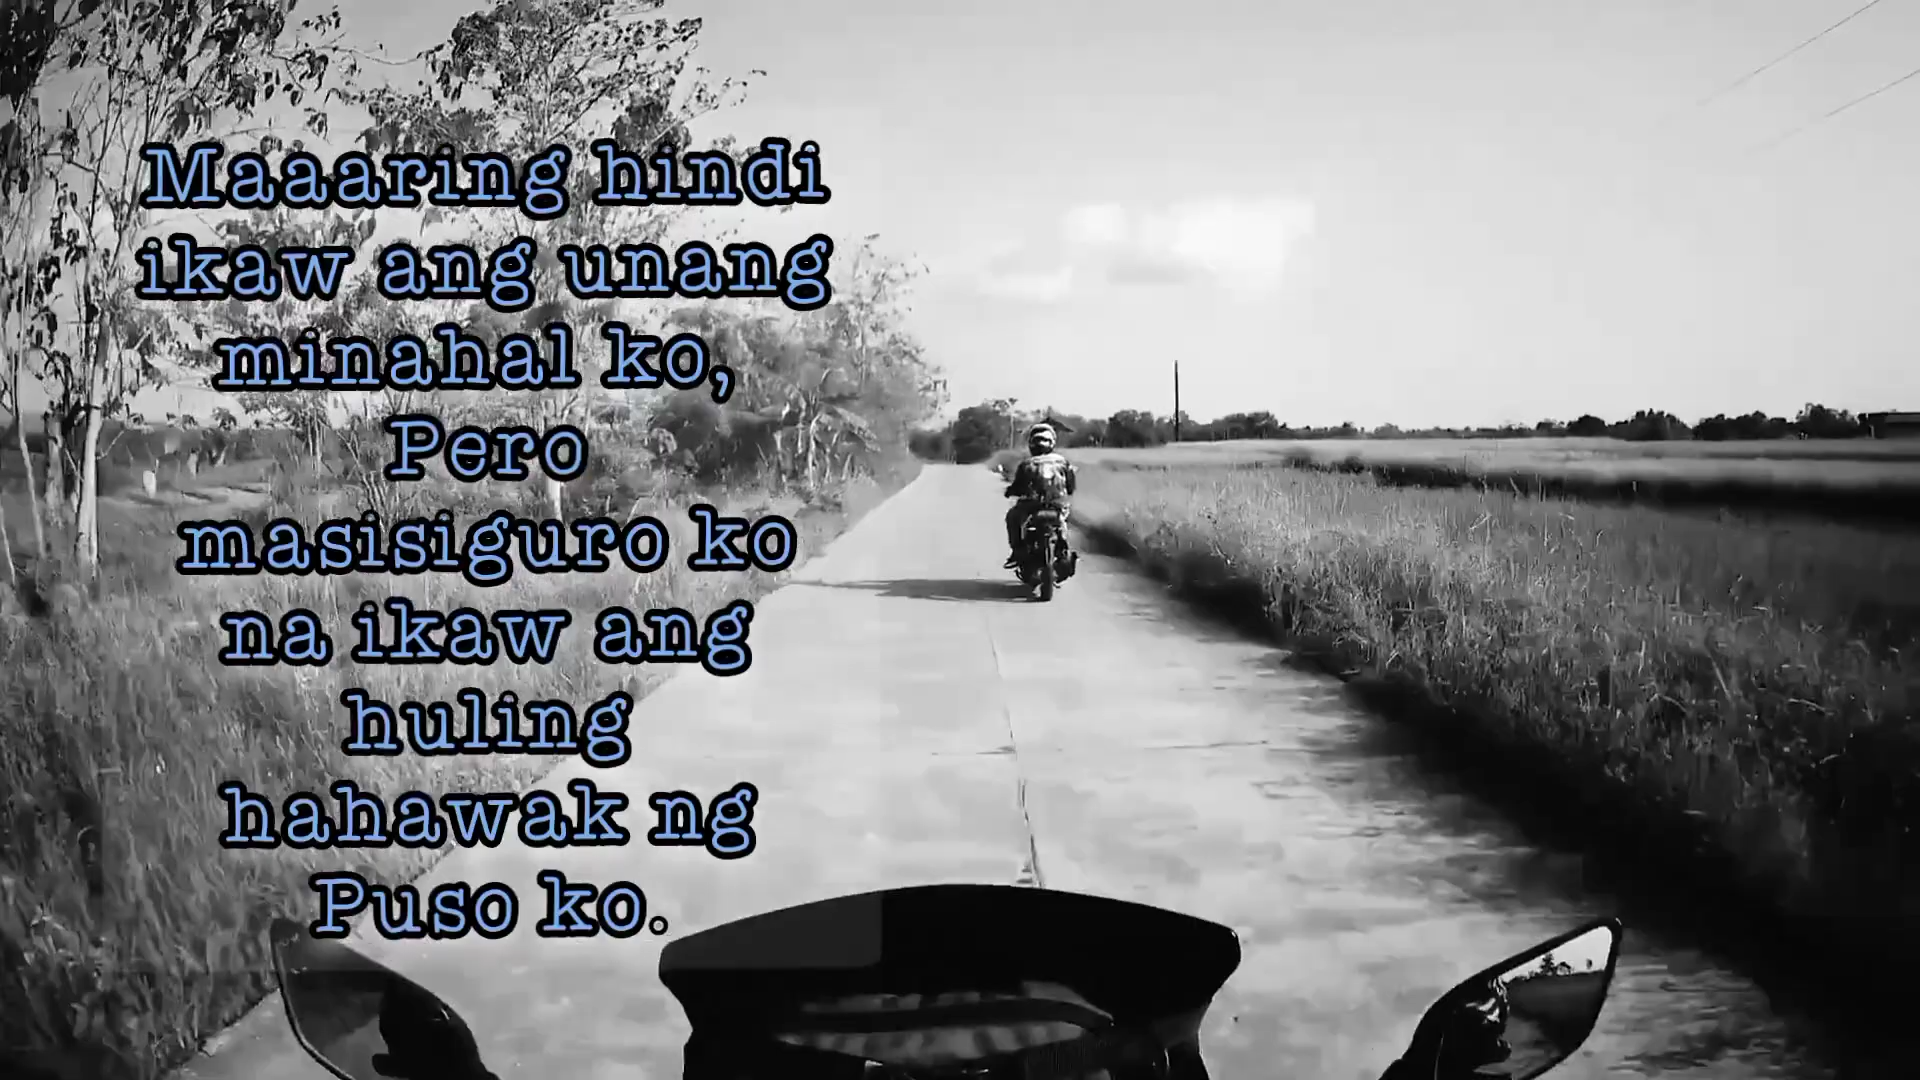 Maaaring hindi
ikaw ang unang
minahal ko,
Pero
masisiguro ko
na ikaw ang
huling
hahawak ng
Puso ko.